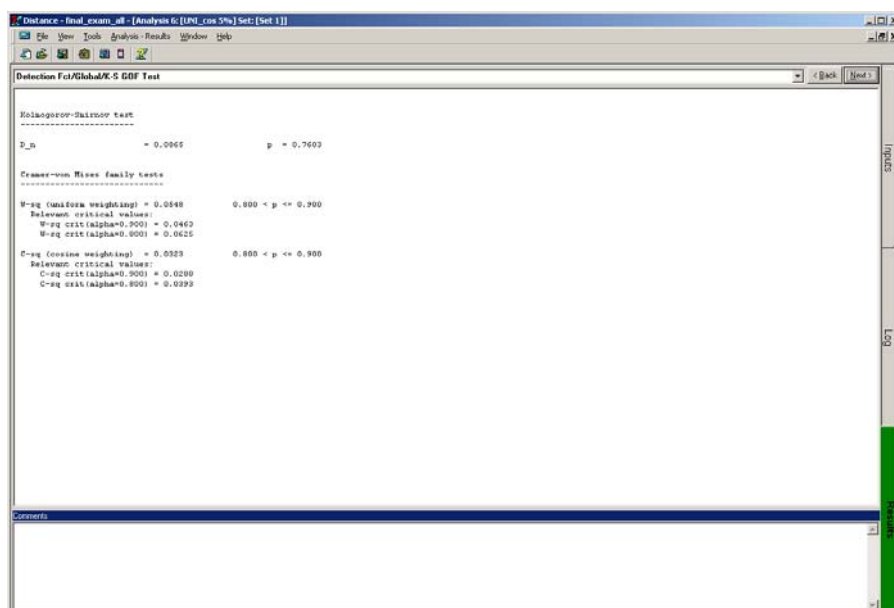 Distance - final_exam_all - [Analysis 6: [UNI_cos 5%] Set: [Set 1]]
File View Tools Analysis - Results Window Help
Detection Fct/Global/K-S GOF Test
< Back Next >
Kolmogorov-Smirnov test
-----------------------
D_n = 0.0865 p = 0.7603
Cramer-von Mises family tests
-----------------------------
W-sq (uniform weighting) = 0.0548 0.800 < p <= 0.900
Relevant critical values:
W-sq crit(alpha=0.900) = 0.0463
W-sq crit(alpha=0.800) = 0.0625
C-sq (cosine weighting) = 0.0323 0.800 < p <= 0.900
Relevant critical values:
C-sq crit(alpha=0.900) = 0.0288
C-sq crit(alpha=0.800) = 0.0393
Inputs
Log
Results
Comments